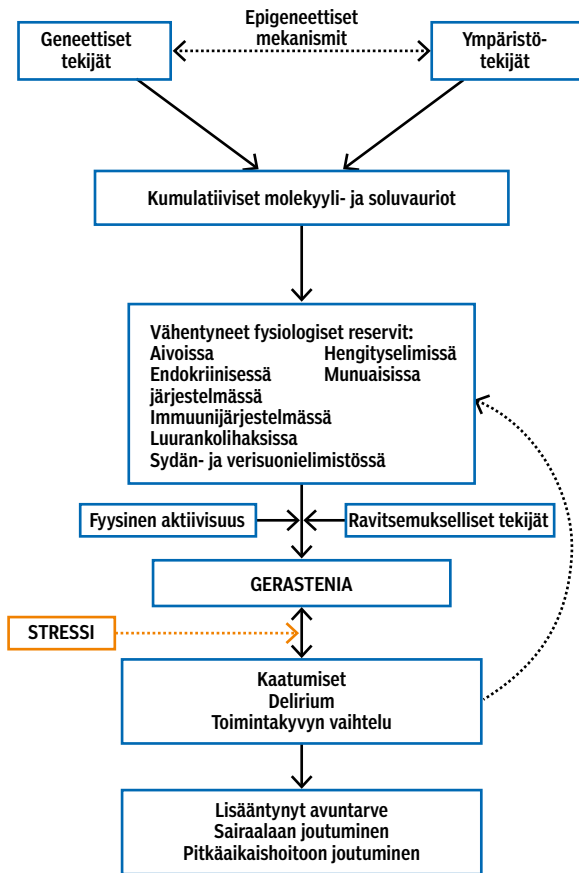 Epigeneettiset
mekanismit
Geneettiset
tekijät
Ympäristö-
tekijät
Kumulatiiviset molekyyli- ja soluvauriot
Vähentyneet fysiologiset reservit:
Aivoissa
Endokriinisessä
järjestelmässä
Immuunijärjestelmässä
Luurankolihaksissa
Sydän- ja verisuonielimistössä
Hengityselimissä
Munuaisissa
Fyysinen aktiivisuus
Ravitsemukselliset tekijät
GERASTENIA
STRESSI
Kaatumiset
Delirium
Toimintakyvyn vaihtelu
Lisääntynyt avuntarve
Sairaalaan joutuminen
Pitkäaikaishoitoon joutuminen